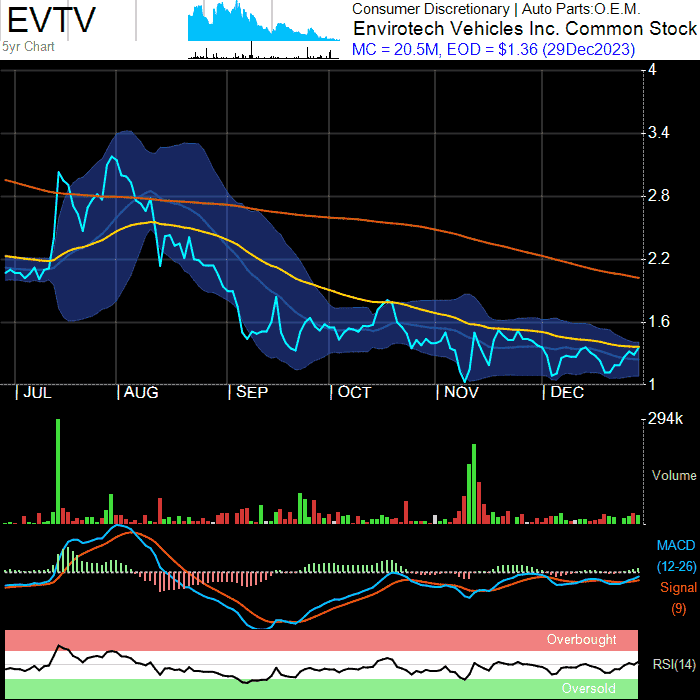 EVTV
5yr Chart
Consumer Discretionary | Auto Parts:O.E.M.
Envirotech Vehicles Inc. Common Stock
MC = 20.5M, EOD = $1.36 (29Dec2023)
4
3.4
2.8
2.2
1.6
1
JUL AUG SEP OCT NOV DEC
294k
Volume
MACD
(12-26)
Signal
(9)
Overbought
RSI(14)
Oversold